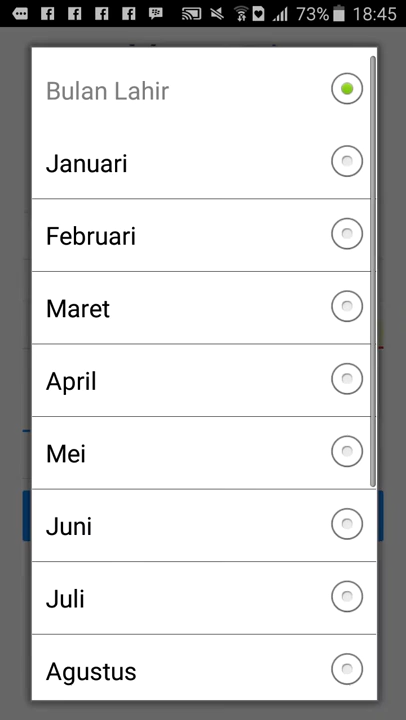 73% 18:45
Bulan Lahir
Januari
Februari
Maret
April
Mei
Juni
Juli
Agustus